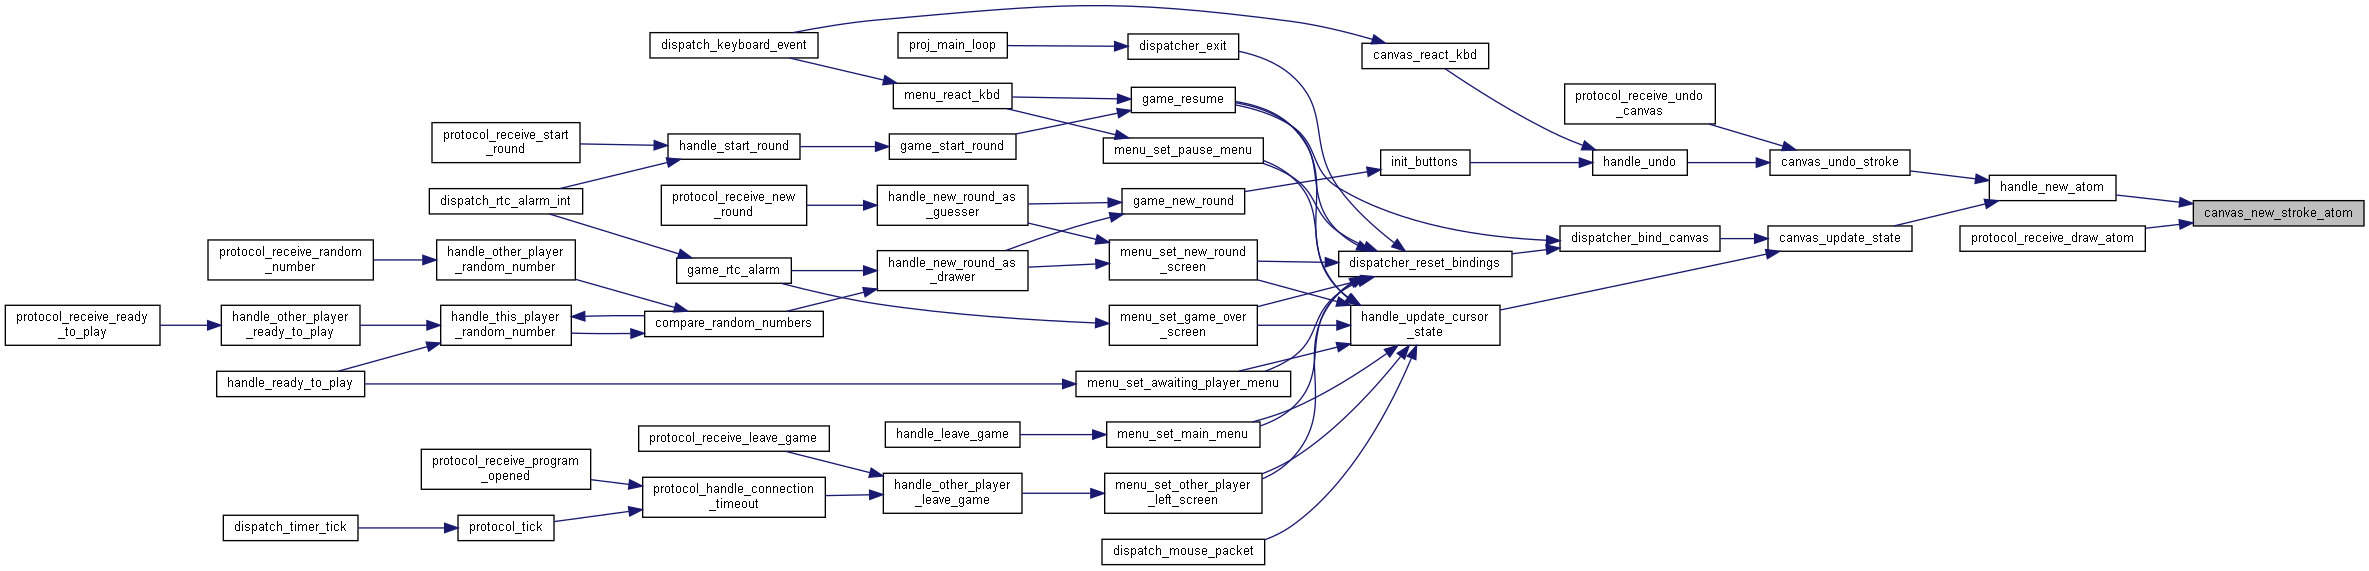 dispatch_keyboard_event
proj_main_loop
dispatcher_exit
canvas_react_kbd
menu_react_kbd
game_resume
protocol_receive_undo
_canvas
protocol_receive_start
_round
handle_start_round
game_start_round
menu_set_pause_menu
init_buttons
handle_undo
canvas_undo_stroke
handle_new_atom
dispatch_rtc_alarm_int
protocol_receive_new
_round
handle_new_round_as
_guesser
game_new_round
canvas_new_stroke_atom
protocol_receive_random
_number
handle_other_player
_random_number
game_rtc_alarm
handle_new_round_as
_drawer
menu_set_new_round
_screen
dispatcher_reset_bindings
dispatcher_bind_canvas
canvas_update_state
protocol_receive_draw_atom
protocol_receive_ready
_to_play
handle_other_player
_ready_to_play
handle_this_player
_random_number
compare_random_numbers
menu_set_game_over
_screen
handle_update_cursor
_state
handle_ready_to_play
menu_set_awaiting_player_menu
protocol_receive_leave_game
handle_leave_game
menu_set_main_menu
protocol_receive_program
_opened
protocol_handle_connection
_timeout
handle_other_player
_leave_game
menu_set_other_player
_left_screen
dispatch_timer_tick
protocol_tick
dispatch_mouse_packet